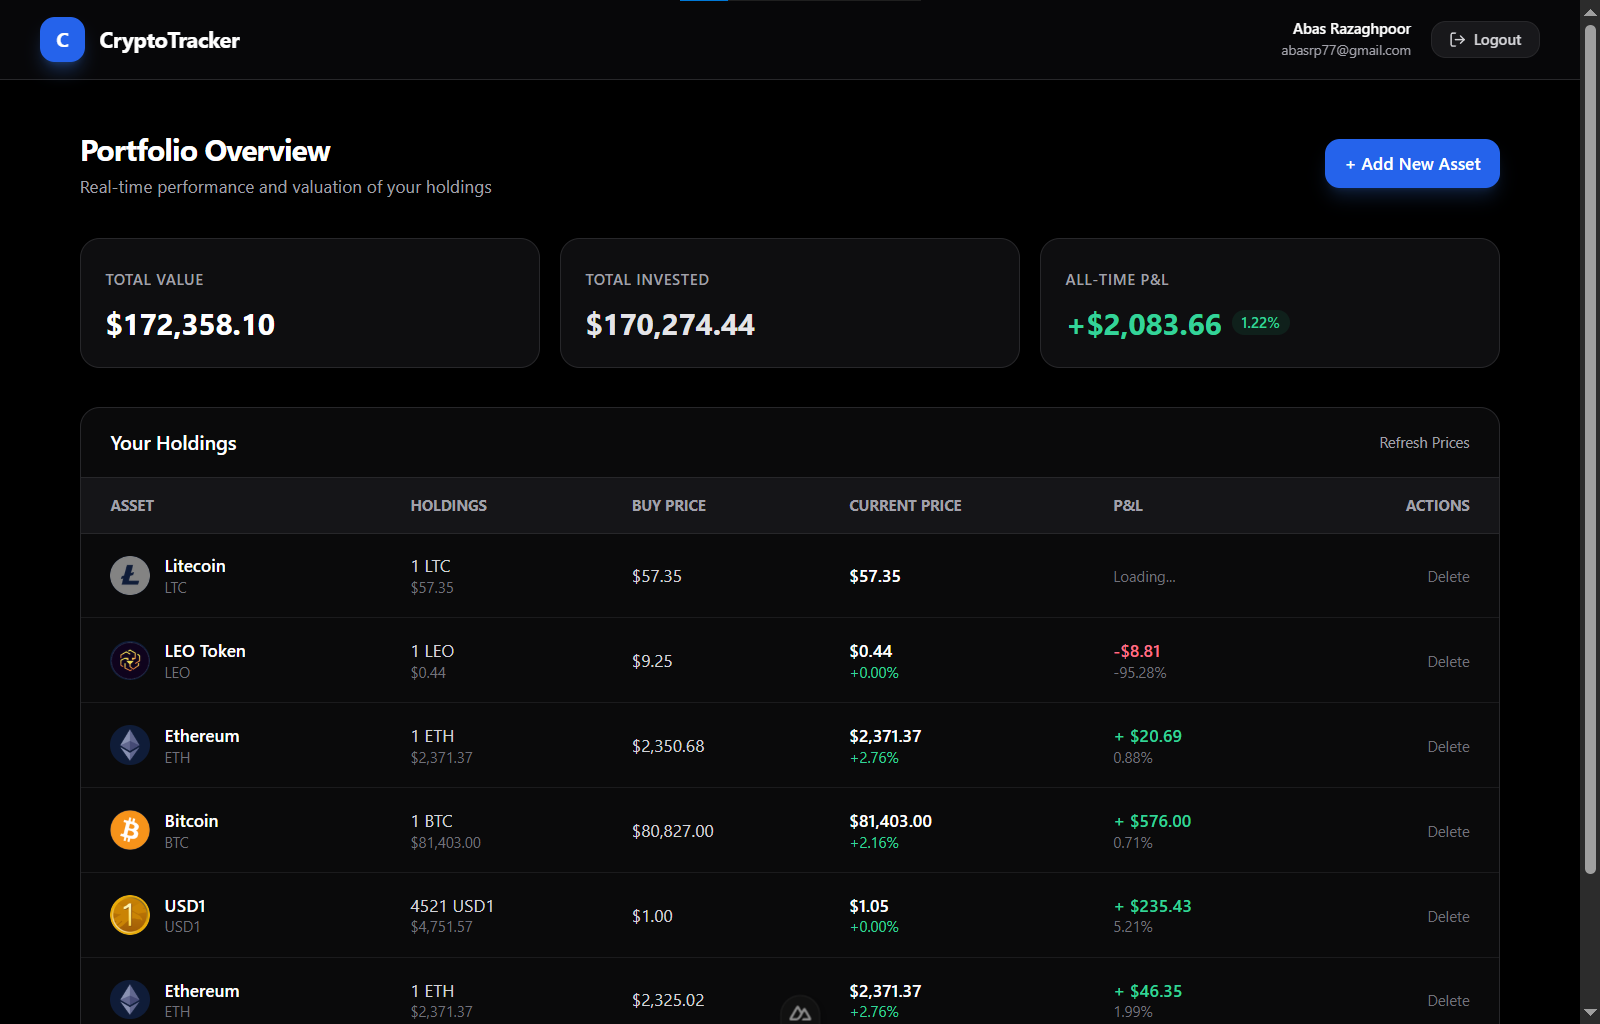 C CryptoTracker
Abas Razaghpoor
abasrp77@gmail.com
Logout
Portfolio Overview
Real-time performance and valuation of your holdings
+ Add New Asset
TOTAL VALUE
$172,358.10
TOTAL INVESTED
$170,274.44
ALL-TIME P&L
+$2,083.66 1.22%
Your Holdings
Refresh Prices
ASSET HOLDINGS BUY PRICE CURRENT PRICE P&L ACTIONS
Litecoin
LTC
1 LTC
$57.35
$57.35
$57.35
Loading...
Delete
LEO Token
LEO
1 LEO
$0.44
$9.25
$0.44
+0.00%
-$8.81
-95.28%
Delete
Ethereum
ETH
1 ETH
$2,371.37
$2,350.68
$2,371.37
+2.76%
+ $20.69
0.88%
Delete
Bitcoin
BTC
1 BTC
$81,403.00
$80,827.00
$81,403.00
+2.16%
+ $576.00
0.71%
Delete
1
USD1
USD1
4521 USD1
$4,751.57
$1.00
$1.05
+0.00%
+ $235.43
5.21%
Delete
Ethereum
ETH
1 ETH
$2,371.37
$2,325.02
$2,371.37
+2.76%
+ $46.35
1.99%
Delete